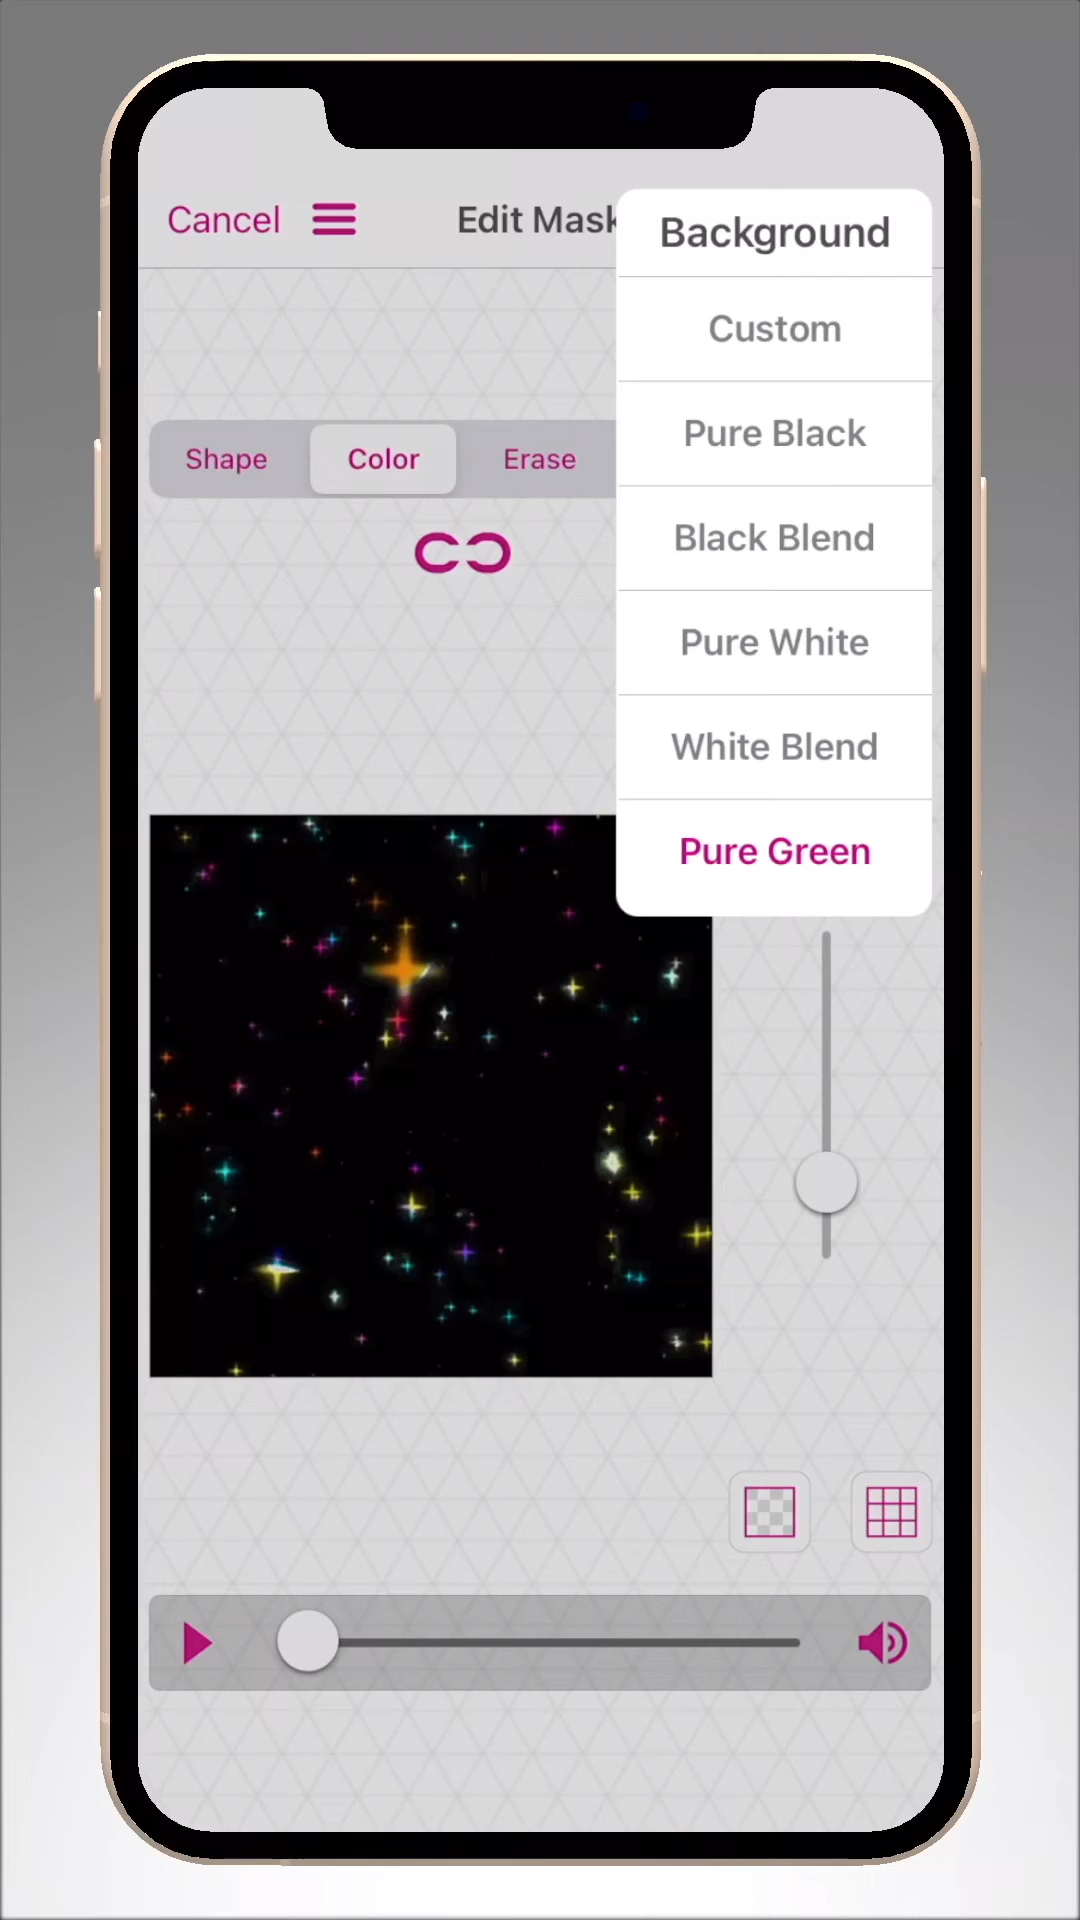 Cancel
Edit Mask
Background
Custom
Pure Black
Black Blend
Pure White
White Blend
Pure Green
Shape
Color
Erase